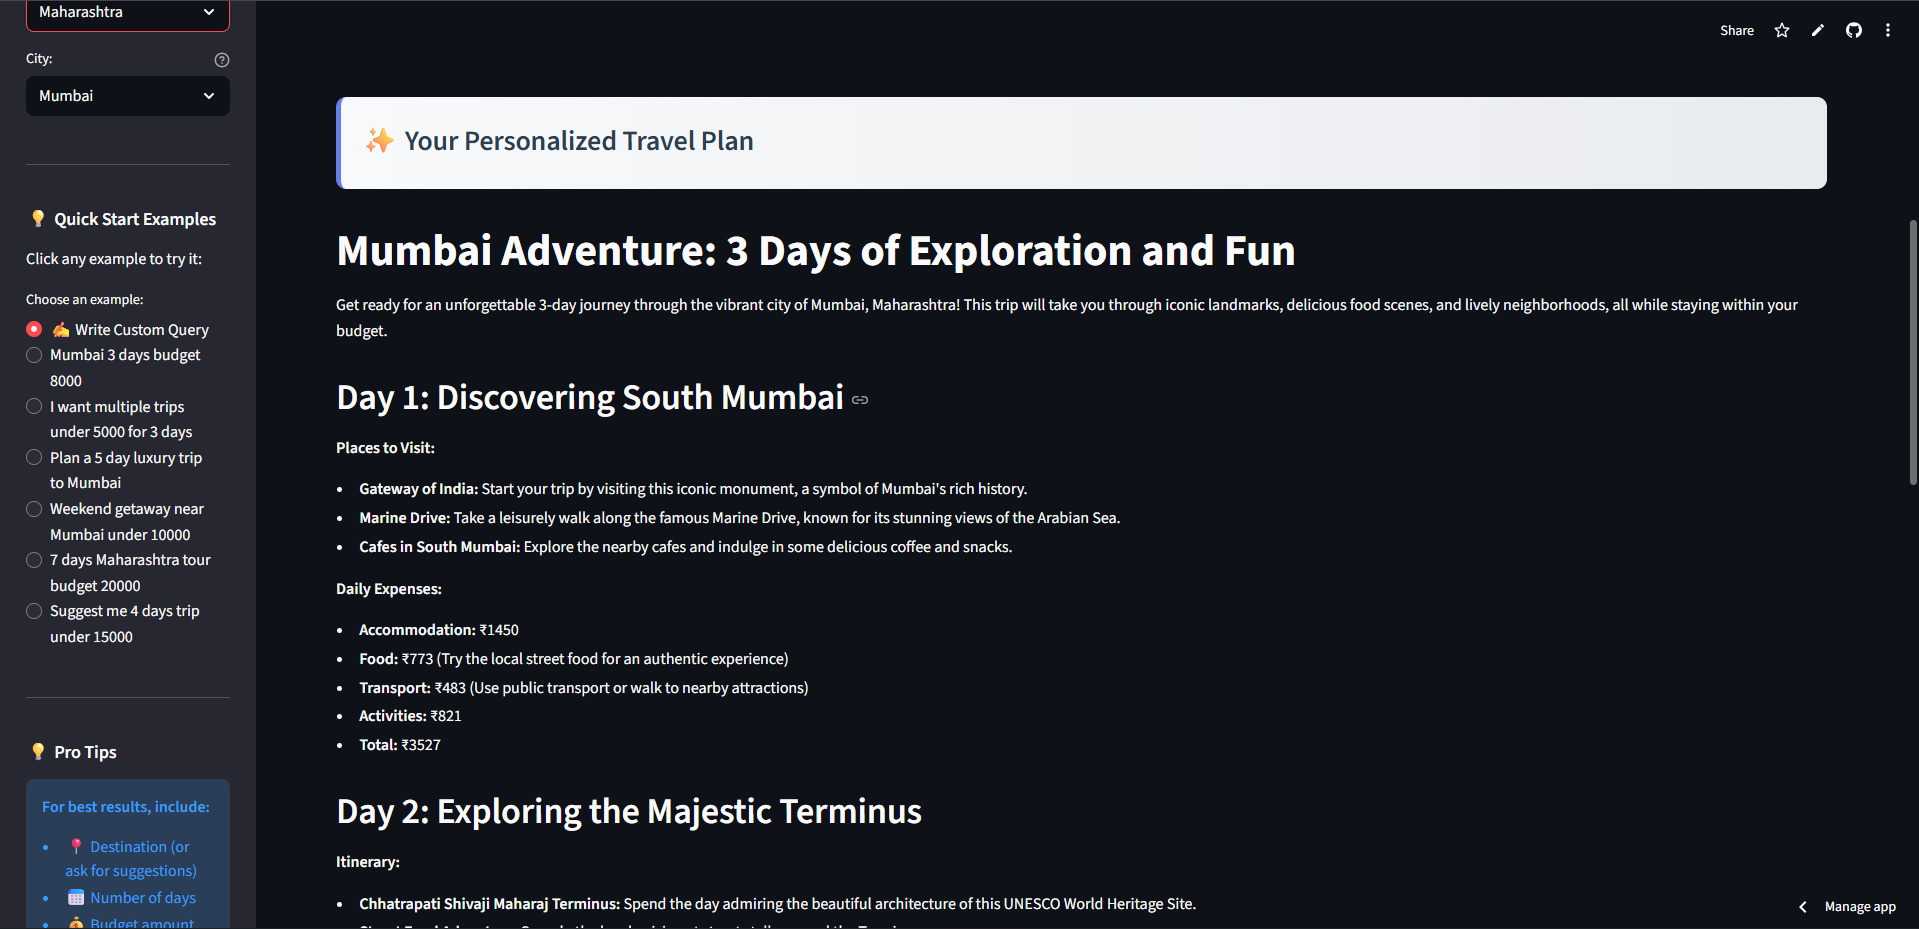 Maharashtra
City:
Mumbai
Quick Start Examples
Click any example to try it:
Choose an example:
Write Custom Query
Mumbai 3 days budget
8000
I want multiple trips
under 5000 for 3 days
Plan a 5 day luxury trip
to Mumbai
Weekend getaway near
Mumbai under 10000
7 days Maharashtra tour
budget 20000
Suggest me 4 days trip
under 15000
Pro Tips
For best results, include:
• Destination (or
ask for suggestions)
• Number of days
• Budget amount
Share
Your Personalized Travel Plan
Mumbai Adventure: 3 Days of Exploration and Fun
Get ready for an unforgettable 3-day journey through the vibrant city of Mumbai, Maharashtra! This trip will take you through iconic landmarks, delicious food scenes, and lively neighborhoods, all while staying within your
budget.
Day 1: Discovering South Mumbai
Places to Visit:
• Gateway of India: Start your trip by visiting this iconic monument, a symbol of Mumbai's rich history.
• Marine Drive: Take a leisurely walk along the famous Marine Drive, known for its stunning views of the Arabian Sea.
• Cafes in South Mumbai: Explore the nearby cafes and indulge in some delicious coffee and snacks.
Daily Expenses:
• Accommodation: ₹1450
• Food: ₹773 (Try the local street food for an authentic experience)
• Transport: ₹483 (Use public transport or walk to nearby attractions)
• Activities: ₹821
• Total: ₹3527
Day 2: Exploring the Majestic Terminus
Itinerary:
• Chhatrapati Shivaji Maharaj Terminus: Spend the day admiring the beautiful architecture of this UNESCO World Heritage Site.
Manage app